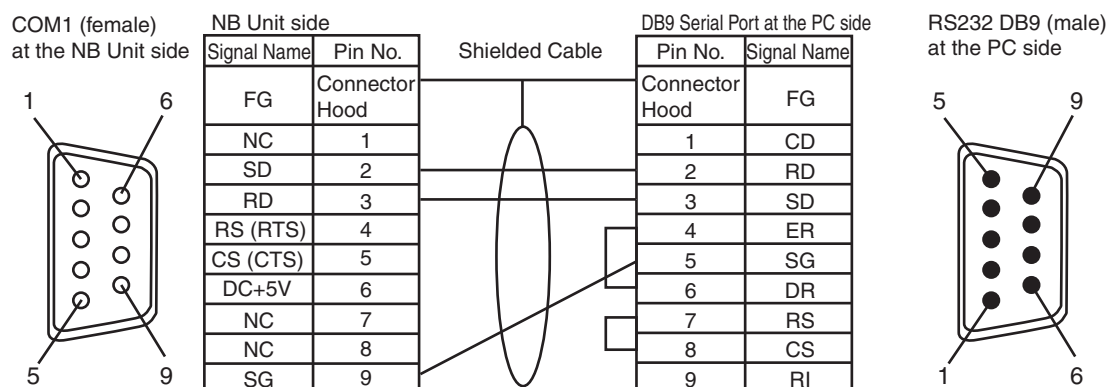 COM1 (female)
at the NB Unit side
NB Unit side
DB9 Serial Port at the PC side
RS232 DB9 (male)
at the PC side
Signal Name Pin No. Shielded Cable Pin No. Signal Name
FG Connector Hood Connector Hood FG
NC 1 1 CD
SD 2 2 RD
RD 3 3 SD
RS (RTS) 4 4 ER
CS (CTS) 5 5 SG
DC+5V 6 6 DR
NC 7 7 RS
NC 8 8 CS
SG 9 9 RI
1 6
5 9
5 9
1 6